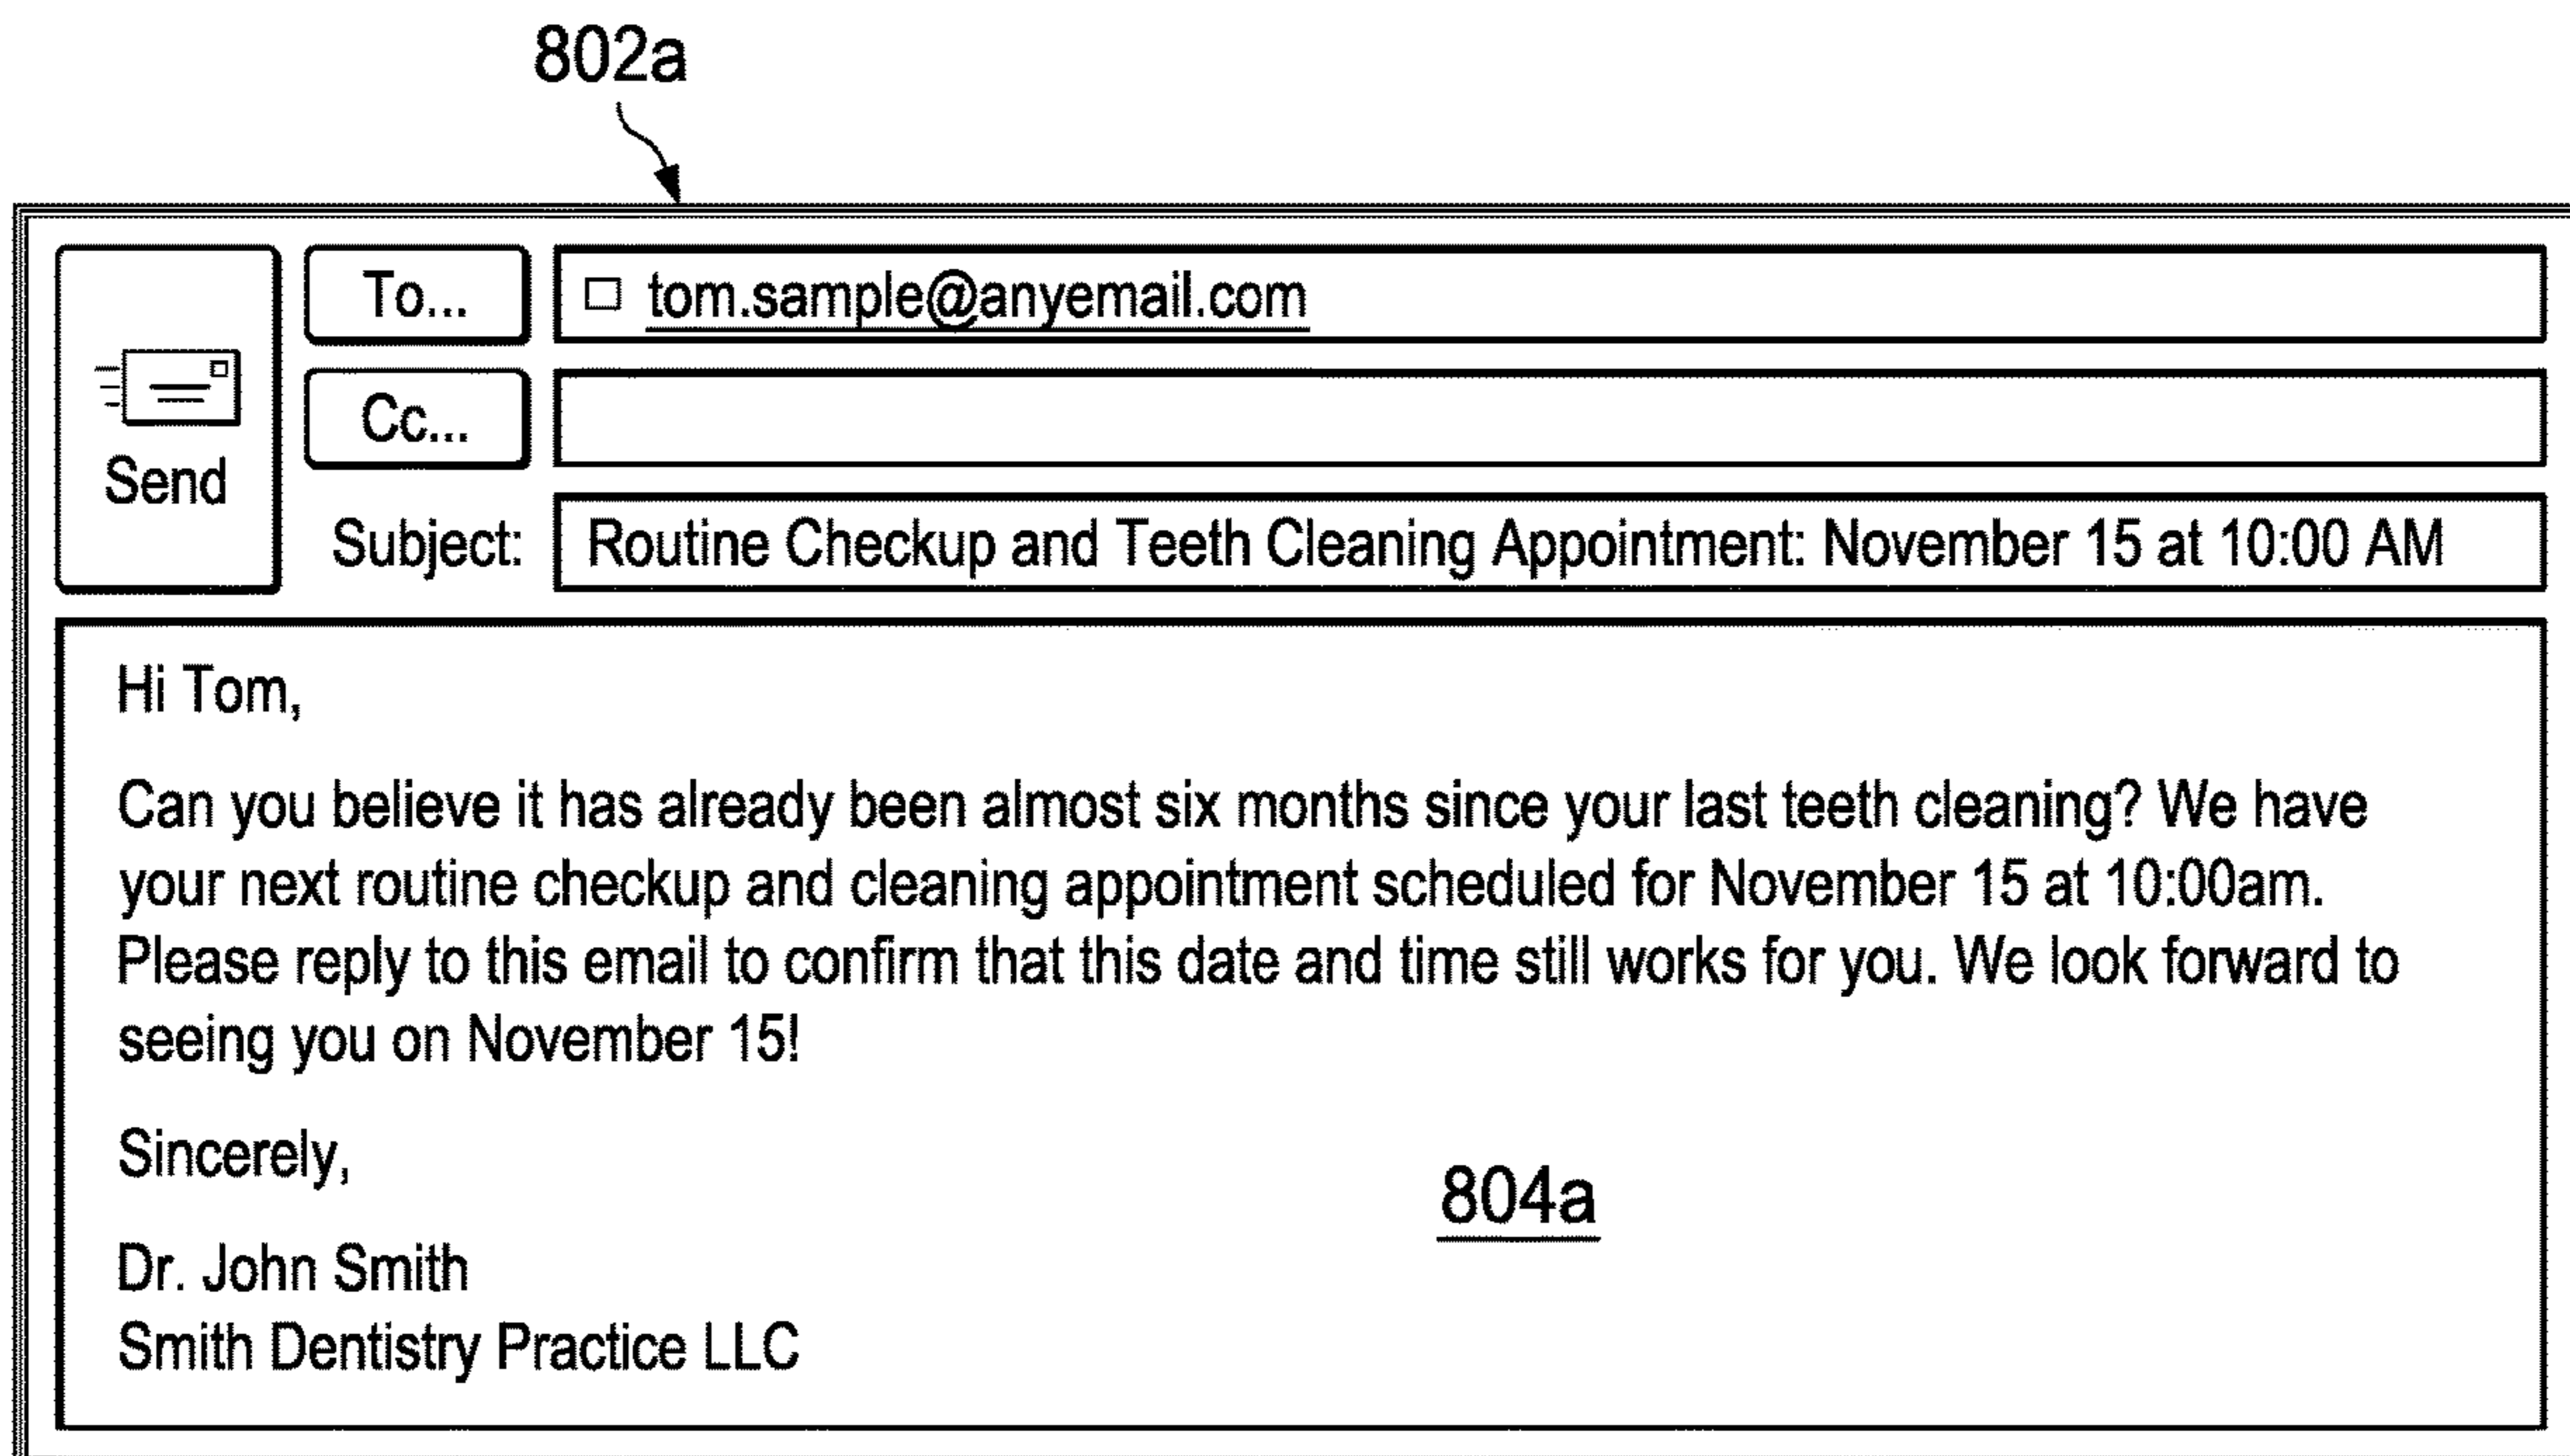 802a
To...
tom.sample@anyemail.com
Cc...
Send
Subject:
Routine Checkup and Teeth Cleaning Appointment: November 15 at 10:00 AM
Hi Tom,
Can you believe it has already been almost six months since your last teeth cleaning? We have
your next routine checkup and cleaning appointment scheduled for November 15 at 10:00am.
Please reply to this email to confirm that this date and time still works for you. We look forward to
seeing you on November 15!
Sincerely,
804a
Dr. John Smith
Smith Dentistry Practice LLC